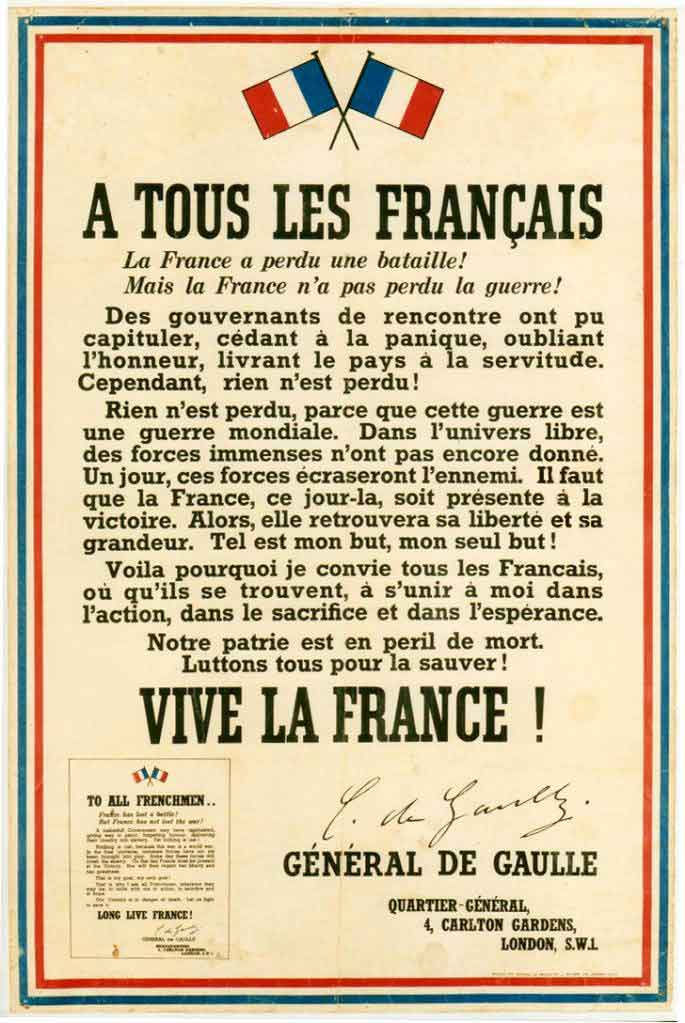 A TOUS LES FRANÇAIS
La France a perdu une bataille!
Mais la France n'a pas perdu la guerre!
Des gouvernants de rencontre ont pu
capituler, cédant à la panique, oubliant
l'honneur, livrant le pays à la servitude.
Cependant, rien n'est perdu!
Rien n'est perdu, parce que cette guerre est
une guerre mondiale. Dans l'univers libre,
des forces immenses n'ont pas encore donné.
Un jour, ces forces écraseront l'ennemi. Il faut
que la France, ce jour-la, soit présente à la
victoire. Alors, elle retrouvera sa liberté et sa
grandeur. Tel est mon but, mon seul but!
Voila pourquoi je convie tous les Francais,
où qu'ils se trouvent, à s'unir à moi dans
l'action, dans le sacrifice et dans l'espérance.
Notre patrie est en peril de mort.
Luttons tous pour la sauver!
VIVE LA FRANCE!
C. de Gaulle.
GÉNÉRAL DE GAULLE
QUARTIER-GÉNÉRAL,
4, CARLTON GARDENS,
LONDON, S.W.1.
TO ALL FRENCHMEN..
France has lost a battle!
But France has not lost the war!
LONG LIVE FRANCE!
GÉNÉRAL DE GAULLE